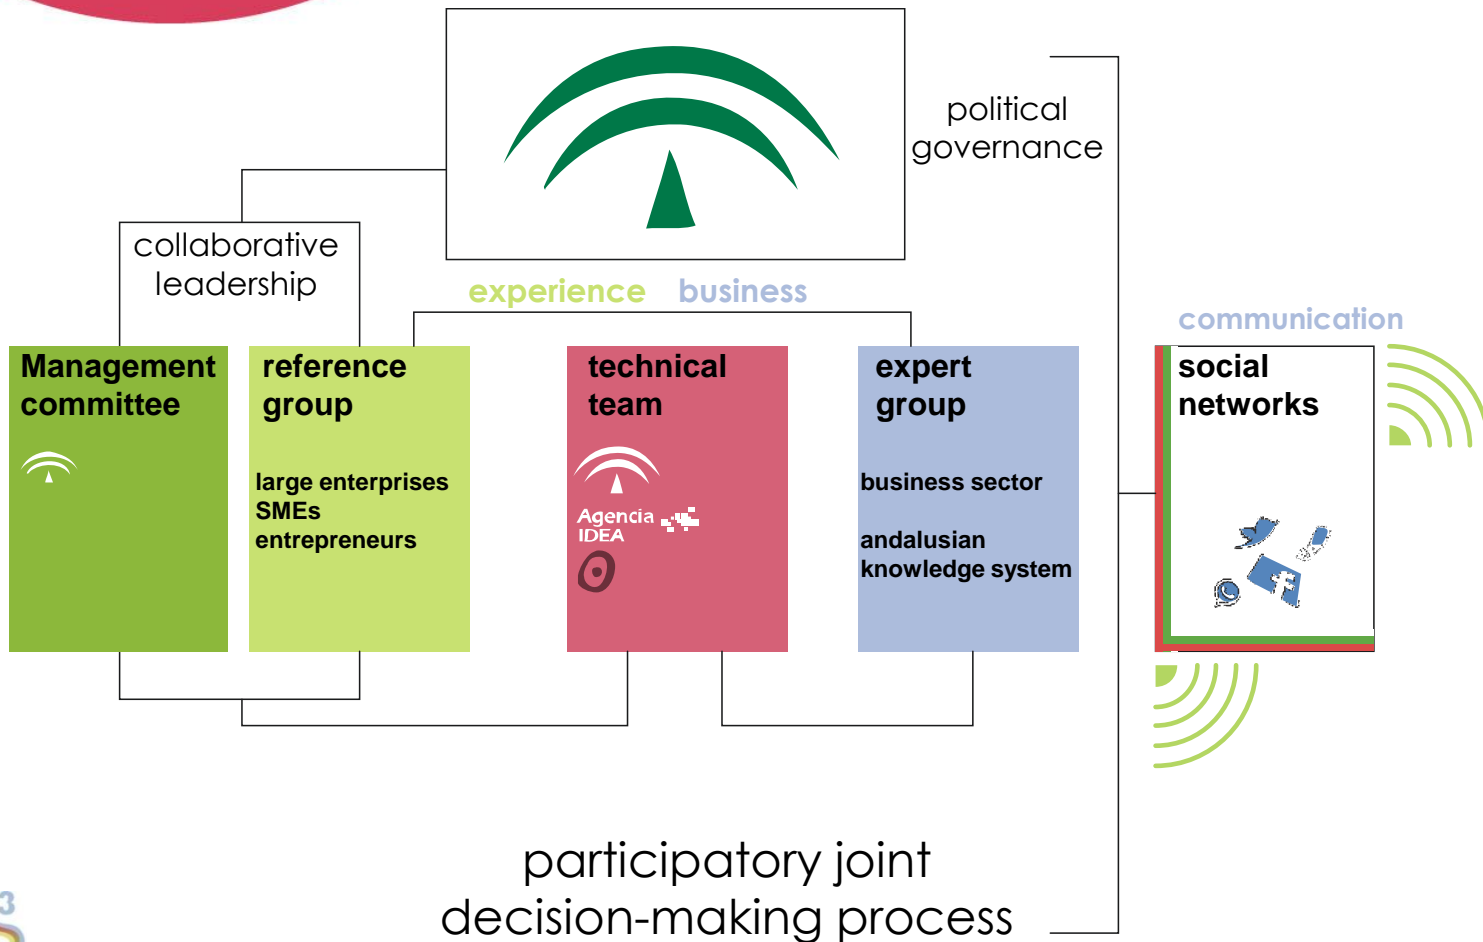 political
governance
collaborative
leadership
experience business
communication
Management
committee
reference
group
large enterprises
SMEs
entrepreneurs
technical
team
Agencia
IDEA
expert
group
business sector
andalusian
knowledge system
social
networks
participatory joint
decision-making process
3